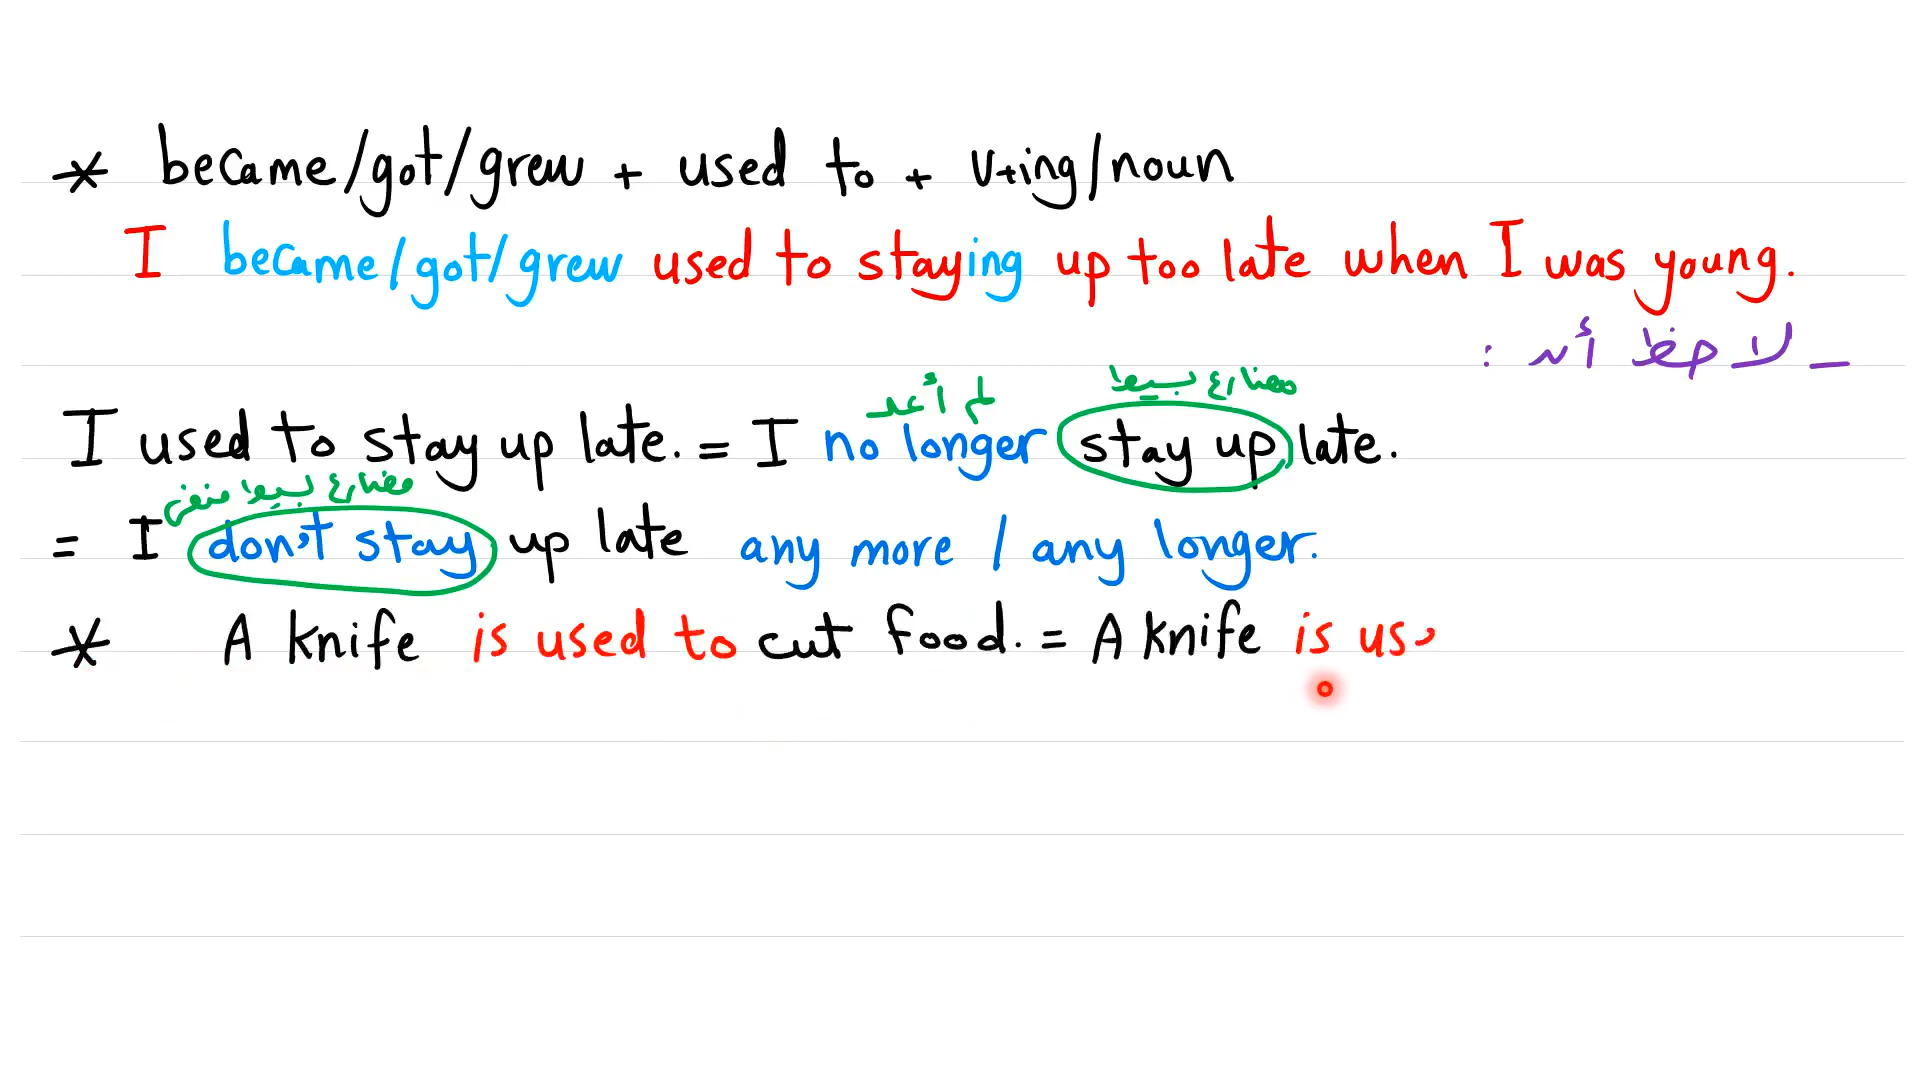 * became/got/grew + used to + v+ing/noun
I became/got/grew used to staying up too late when I was young.
ـ لاحظ أن :
لم أعد مضارع بسيط
I used to stay up late. = I no longer stay up late.
مضارع بسيط منفى
= I don't stay up late any more / any longer.
* A knife is used to cut food. = A knife is us